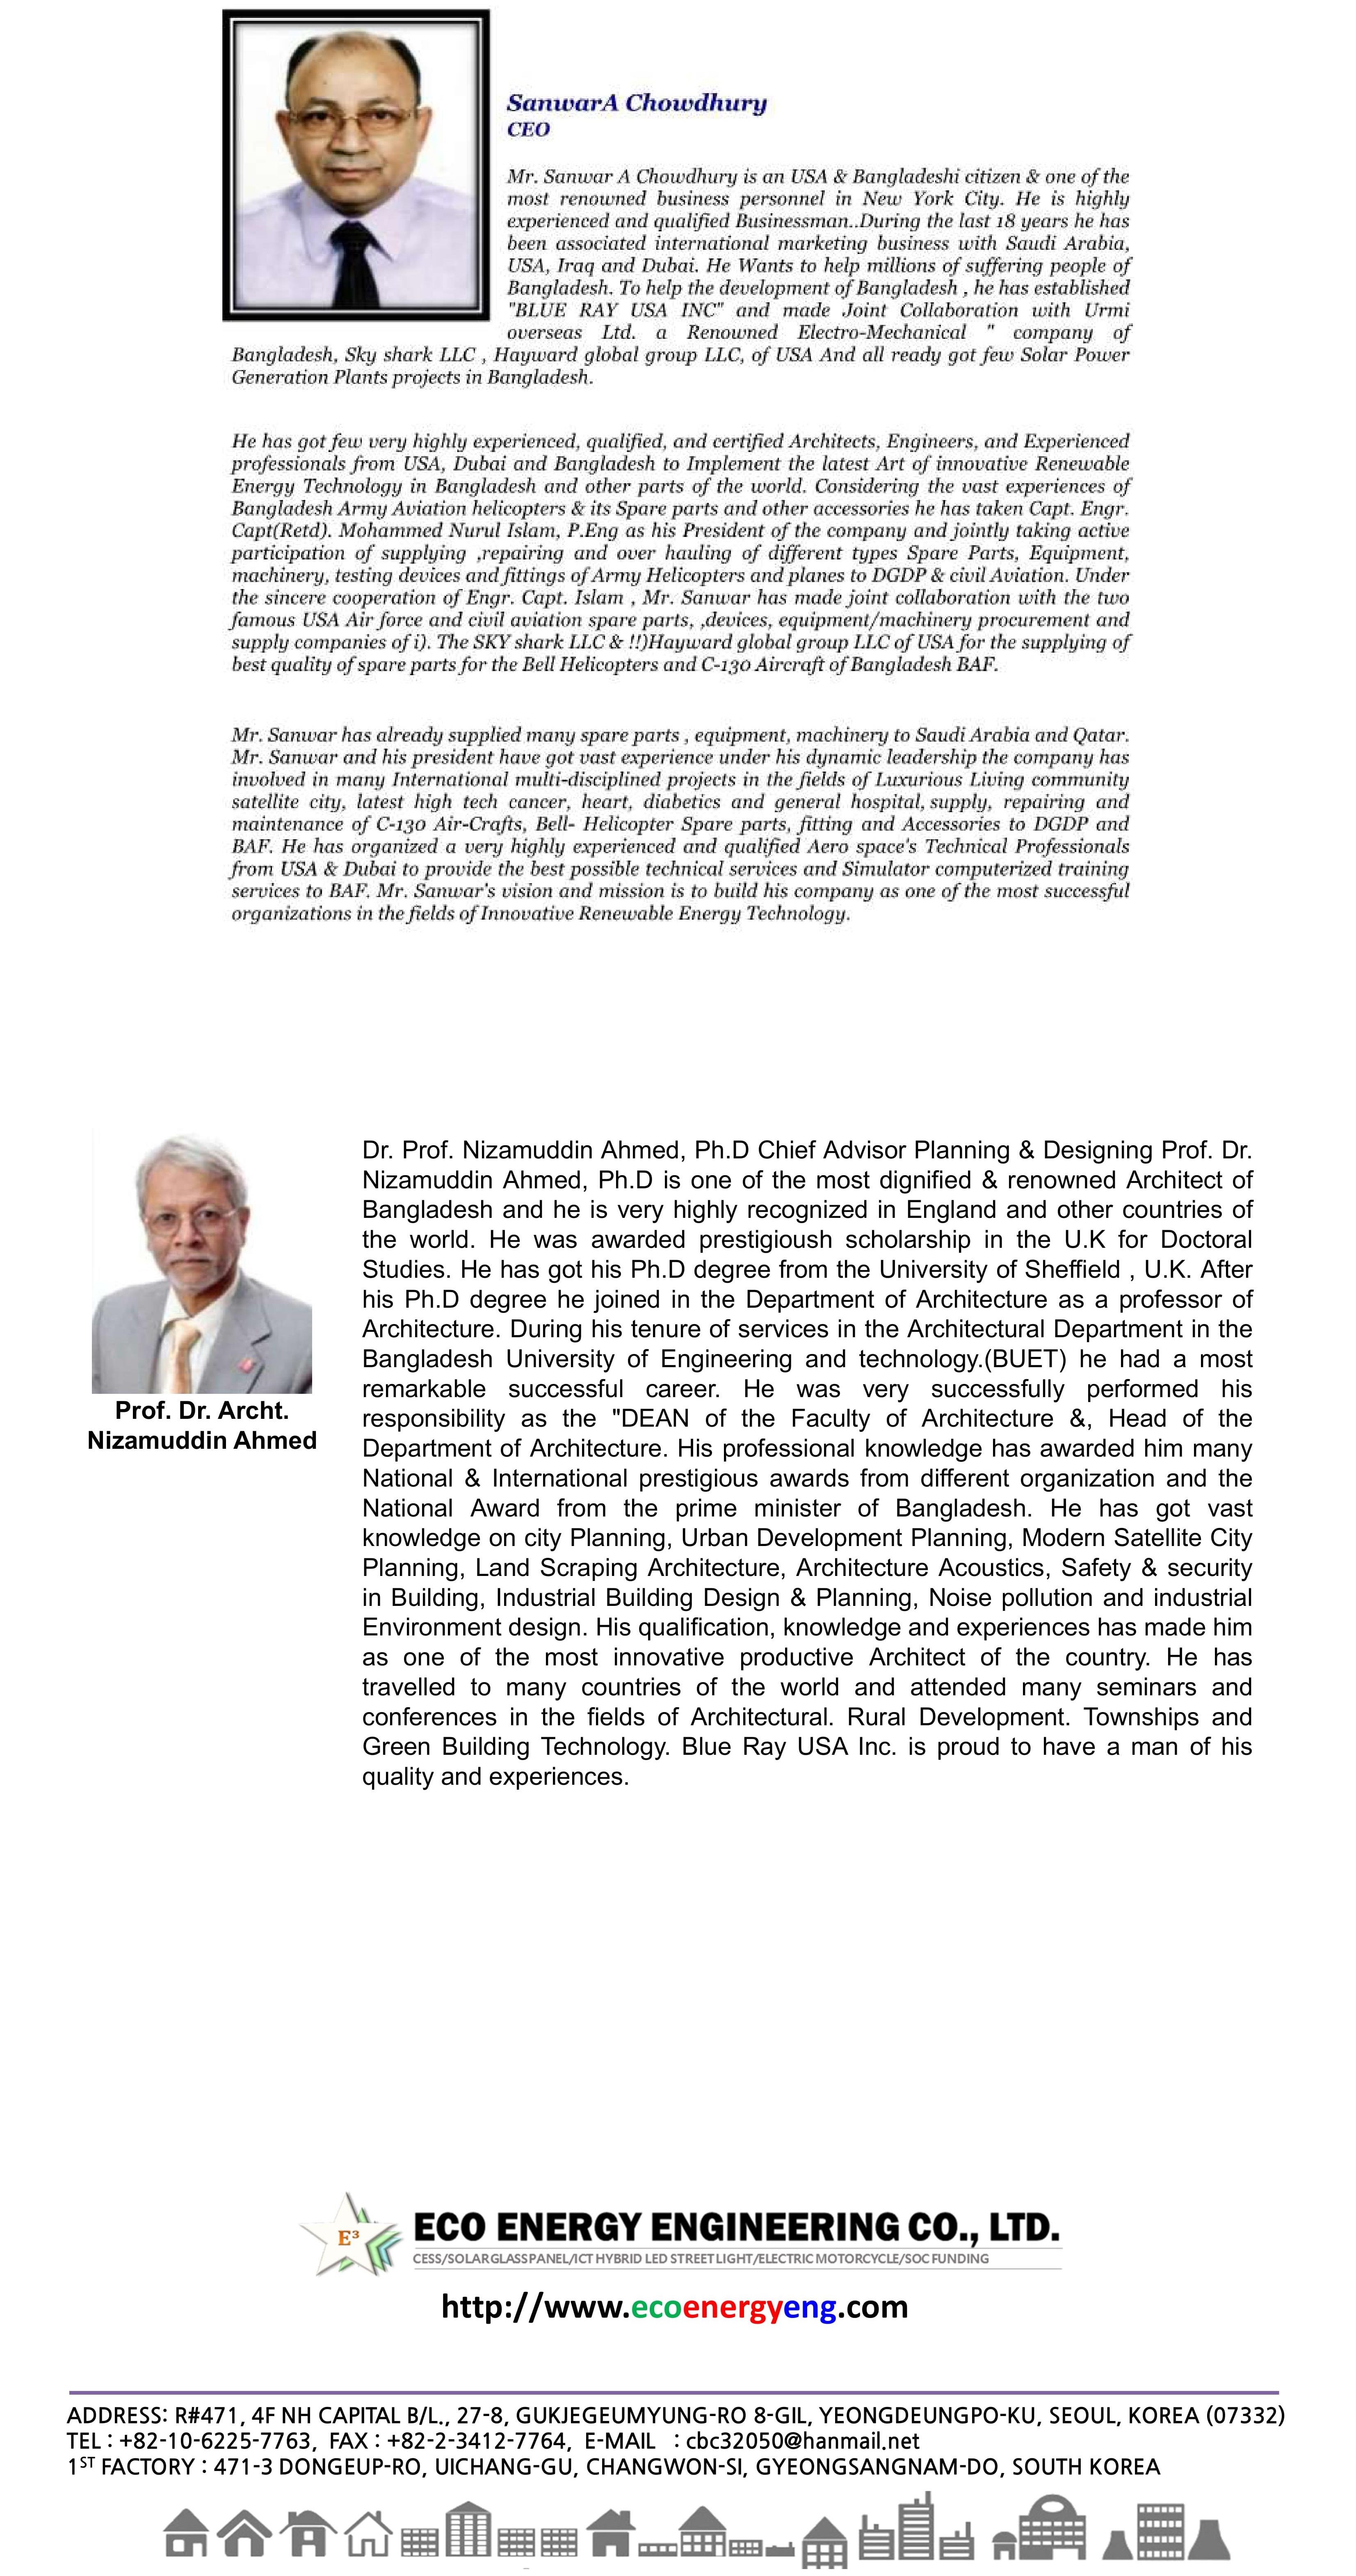 SanwarA Chowdhury
CEO
Mr. Sanwar A Chowdhury is an USA & Bangladeshi citizen & one of the
most renowned business personnel in New York City. He is highly
experienced and qualified Businessman..During the last 18 years he has
been associated international marketing business with Saudi Arabia,
USA, Iraq and Dubai. He Wants to help millions of suffering people of
Bangladesh. To help the development of Bangladesh , he has established
"BLUE RAY USA INC" and made Joint Collaboration with Urmi
overseas Ltd. a Renowned Electro-Mechanical " company of
Bangladesh, Sky shark LLC , Hayward global group LLC, of USA And all ready got few Solar Power
Generation Plants projects in Bangladesh.
He has got few very highly experienced, qualified, and certified Architects, Engineers, and Experienced
professionals from USA, Dubai and Bangladesh to Implement the latest Art of innovative Renewable
Energy Technology in Bangladesh and other parts of the world. Considering the vast experiences of
Bangladesh Army Aviation helicopters & its Spare parts and other accessories he has taken Capt. Engr.
Capt(Retd). Mohammed Nurul Islam, P.Eng as his President of the company and jointly taking active
participation of supplying ,repairing and over hauling of different types Spare Parts, Equipment,
machinery, testing devices and fittings of Army Helicopters and planes to DGDP & civil Aviation. Under
the sincere cooperation of Engr. Capt. Islam , Mr. Sanwar has made joint collaboration with the two
famous USA Air force and civil aviation spare parts, ,devices, equipment/machinery procurement and
supply companies of i). The SKY shark LLC & !!)Hayward global group LLC of USA for the supplying of
best quality of spare parts for the Bell Helicopters and C-130 Aircraft of Bangladesh BAF.
Mr. Sanwar has already supplied many spare parts , equipment, machinery to Saudi Arabia and Qatar.
Mr. Sanwar and his president have got vast experience under his dynamic leadership the company has
involved in many International multi-disciplined projects in the fields of Luxurious Living community
satellite city, latest high tech cancer, heart, diabetics and general hospital, supply, repairing and
maintenance of C-130 Air-Crafts, Bell- Helicopter Spare parts, fitting and Accessories to DGDP and
BAF. He has organized a very highly experienced and qualified Aero space's Technical Professionals
from USA & Dubai to provide the best possible technical services and Simulator computerized training
services to BAF. Mr. Sanwar's vision and mission is to build his company as one of the most successful
organizations in the fields of Innovative Renewable Energy Technology.
Prof. Dr. Archt.
Nizamuddin Ahmed
Dr. Prof. Nizamuddin Ahmed, Ph.D Chief Advisor Planning & Designing Prof. Dr.
Nizamuddin Ahmed, Ph.D is one of the most dignified & renowned Architect of
Bangladesh and he is very highly recognized in England and other countries of
the world. He was awarded prestigioush scholarship in the U.K for Doctoral
Studies. He has got his Ph.D degree from the University of Sheffield , U.K. After
his Ph.D degree he joined in the Department of Architecture as a professor of
Architecture. During his tenure of services in the Architectural Department in the
Bangladesh University of Engineering and technology.(BUET) he had a most
remarkable successful career. He was very successfully performed his
responsibility as the "DEAN of the Faculty of Architecture &, Head of the
Department of Architecture. His professional knowledge has awarded him many
National & International prestigious awards from different organization and the
National Award from the prime minister of Bangladesh. He has got vast
knowledge on city Planning, Urban Development Planning, Modern Satellite City
Planning, Land Scraping Architecture, Architecture Acoustics, Safety & security
in Building, Industrial Building Design & Planning, Noise pollution and industrial
Environment design. His qualification, knowledge and experiences has made him
as one of the most innovative productive Architect of the country. He has
travelled to many countries of the world and attended many seminars and
conferences in the fields of Architectural. Rural Development. Townships and
Green Building Technology. Blue Ray USA Inc. is proud to have a man of his
quality and experiences.
E³
ECO ENERGY ENGINEERING CO., LTD.
CESS/SOLAR GLASS PANEL/ICT HYBRID LED STREET LIGHT/ELECTRIC MOTORCYCLE/SOC FUNDING
http://www.ecoenergyeng.com
ADDRESS: R#471, 4F NH CAPITAL B/L., 27-8, GUKJEGEUMYUNG-RO 8-GIL, YEONGDEUNGPO-KU, SEOUL, KOREA (07332)
TEL : +82-10-6225-7763, FAX : +82-2-3412-7764, E-MAIL : cbc32050@hanmail.net
1ST FACTORY : 471-3 DONGEUP-RO, UICHANG-GU, CHANGWON-SI, GYEONGSANGNAM-DO, SOUTH KOREA